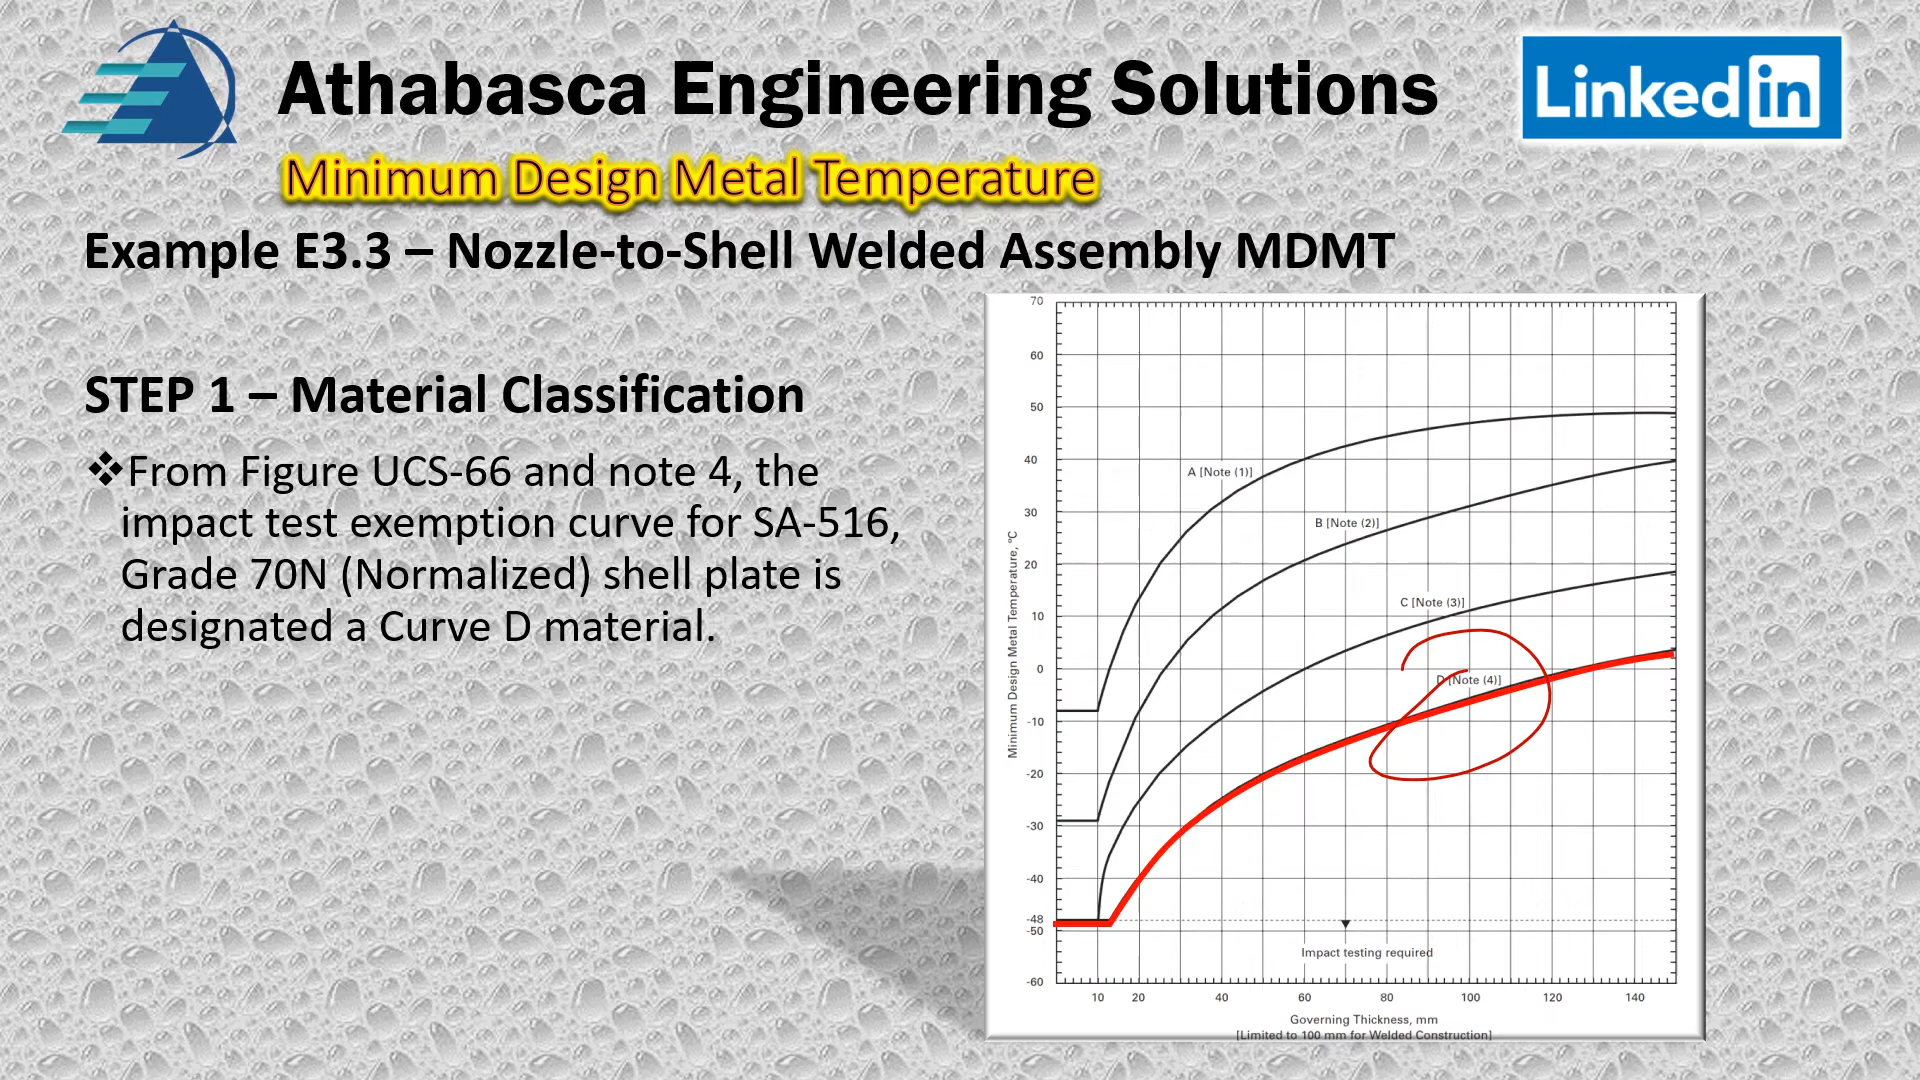 Athabasca Engineering Solutions
Linked in
Minimum Design Metal Temperature
Example E3.3 – Nozzle-to-Shell Welded Assembly MDMT
STEP 1 – Material Classification
❖From Figure UCS-66 and note 4, the
impact test exemption curve for SA-516,
Grade 70N (Normalized) shell plate is
designated a Curve D material.
Minimum Design Metal Temperature, °C
70
60
50
40
30
20
10
0
-10
-20
-30
-40
-48
-50
-60
A [Note (1)]
B [Note (2)]
C [Note (3)]
D [Note (4)]
Impact testing required
10 20 40 60 80 100 120 140
Governing Thickness, mm
[Limited to 100 mm for Welded Construction]